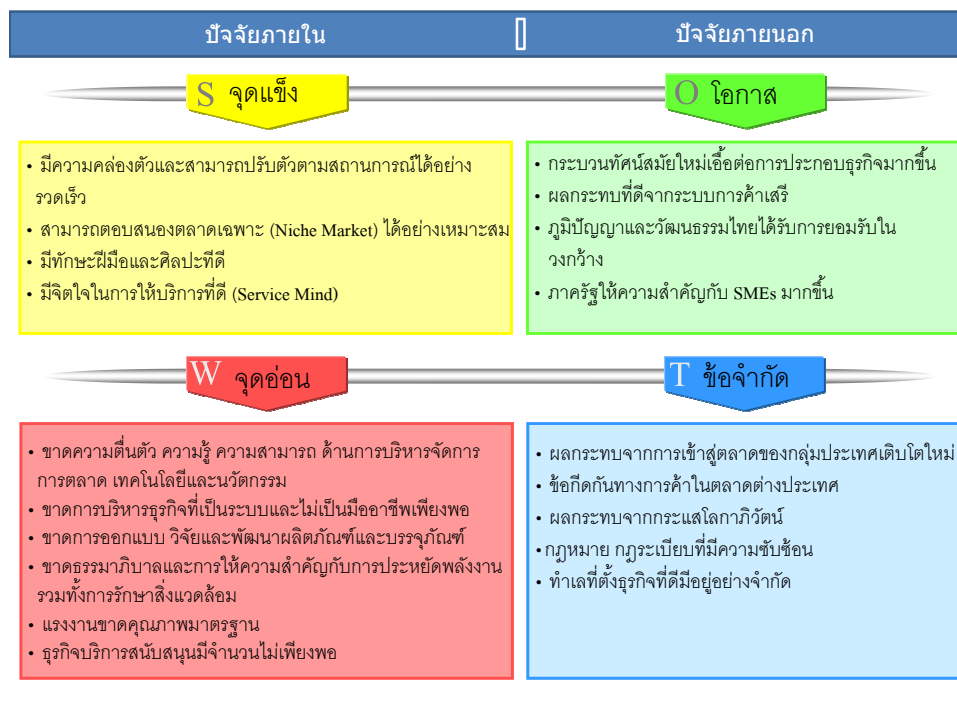 ปัจจัยภายใน
ปัจจัยภายนอก
S จุดแข็ง
O โอกาส
• มีความคล่องตัวและสามารถปรับตัวตามสถานการณ์ได้อย่าง
รวดเร็ว
• สามารถตอบสนองตลาดเฉพาะ (Niche Market) ได้อย่างเหมาะสม
• มีทักษะฝีมือและศิลปะทีดี
• มีจิตใจในการให้บริการที่ดี (Service Mind)
• กระบวนทัศน์สมัยใหม่เอื้อต่อการประกอบธุรกิจมากขึ้น
• ผลกระทบที่ดีจากระบบการค้าเสรี
• ภูมิปัญญาและวัฒนธรรมไทยได้รับการยอมรับใน
วงกว้าง
• ภาครัฐให้ความสำคัญกับ SMEs มากขึ้น
W จุดอ่อน
T ข้อจำกัด
• ขาดความตื่นตัว ความรู้ ความสามารถ ด้านการบริหารจัดการ
การตลาด เทคโนโลยีและนวัตกรรม
• ขาดการบริหารธุรกิจที่เป็นระบบและไม่เป็นมืออาชีพเพียงพอ
• ขาดการออกแบบ วิจัยและพัฒนาผลิตภัณฑ์และบรรจุภัณฑ์
• ขาดธรรมาภิบาลและการให้ความสำคัญกับการประหยัดพลังงาน
รวมทั้งการรักษาสิ่งแวดล้อม
• แรงงานขาดคุณภาพมาตรฐาน
• ธุรกิจบริการสนับสนุนมีจำนวนไม่เพียงพอ
• ผลกระทบจากการเข้าสู่ตลาดของกลุ่มประเทศเติบโตใหม่
• ข้อกีดกันทางการค้าในตลาดต่างประเทศ
• ผลกระทบจากกระแสโลกาภิวัตน์
• กฎหมาย กฎระเบียบที่มีความซับซ้อน
• ทำเลที่ตั้งธุรกิจที่ดีมีอยู่อย่างจำกัด